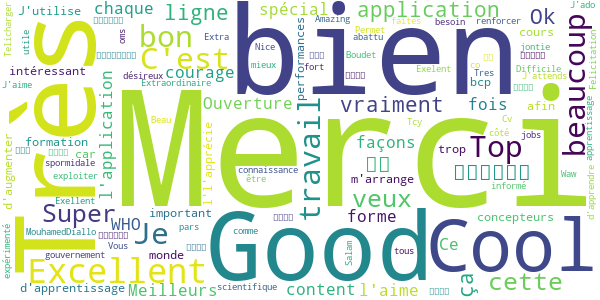 J'utilise
chaque
ligne
spécial
application
Ok
J'ado
Telicharger
utile
oms
bon
Extra
Amazing
Permet
faites
besoin
renforcer
cours
Felicitation
intéressant
C'est
Nice
mieux
Boudet
abattu
fort
Exelent
co
Tres
Difficile
jontie
J'aime
désireux
courage
performances
bien
J'attends
beaucoup
Très
d'augmenter
Extraordinaire
Ouverture
vraiment
bcp
fois
afin
apprentissage
formation
car
l'application
Beau
Merci
l'apprécie
travail
Tcy
Cv
côté
jobs
d'apprendre
spormidale
exploiter
connaissance
être
façons
trop
Top
informé
Waw
Exellent
Super
WHO
important
m'arrange
veux
expérimenté
MouhamedDiallo
Je
pars
Good
forme
concepteurs
Vous
gouvernement
monde
comme
Salam
tous
Ce
Cool
Excellent
d'apprentissage
Meilleurs
scientifique
content
l'aime
ça
cette